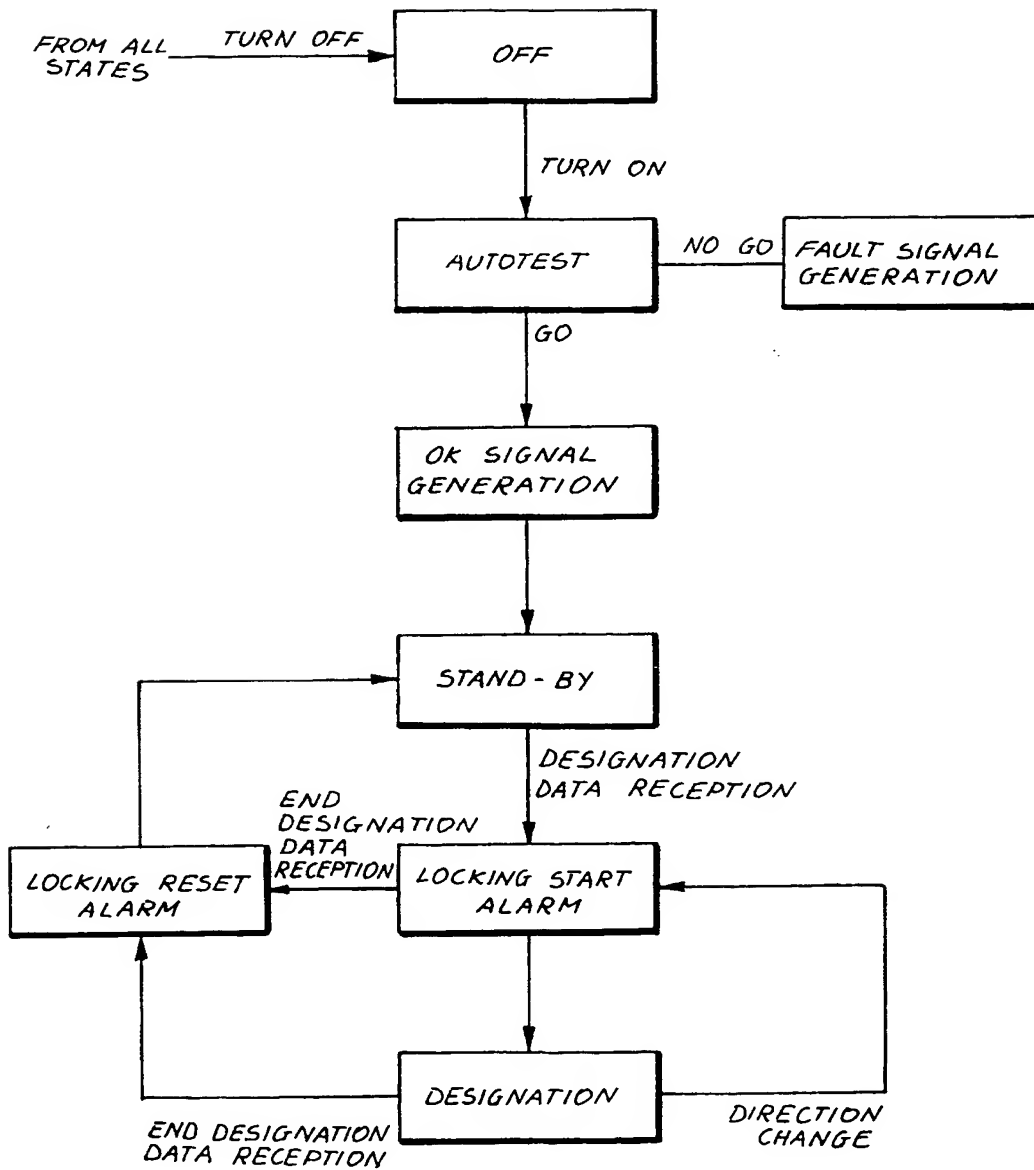 FROM ALL
STATES
TURN OFF
OFF
TURN ON
AUTOTEST
NO GO
FAULT SIGNAL
GENERATION
GO
OK SIGNAL
GENERATION
STAND-BY
DESIGNATION
DATA RECEPTION
END
DESIGNATION
DATA
RECEPTION
LOCKING RESET
ALARM
LOCKING START
ALARM
DESIGNATION
END DESIGNATION
DATA RECEPTION
DIRECTION
CHANGE